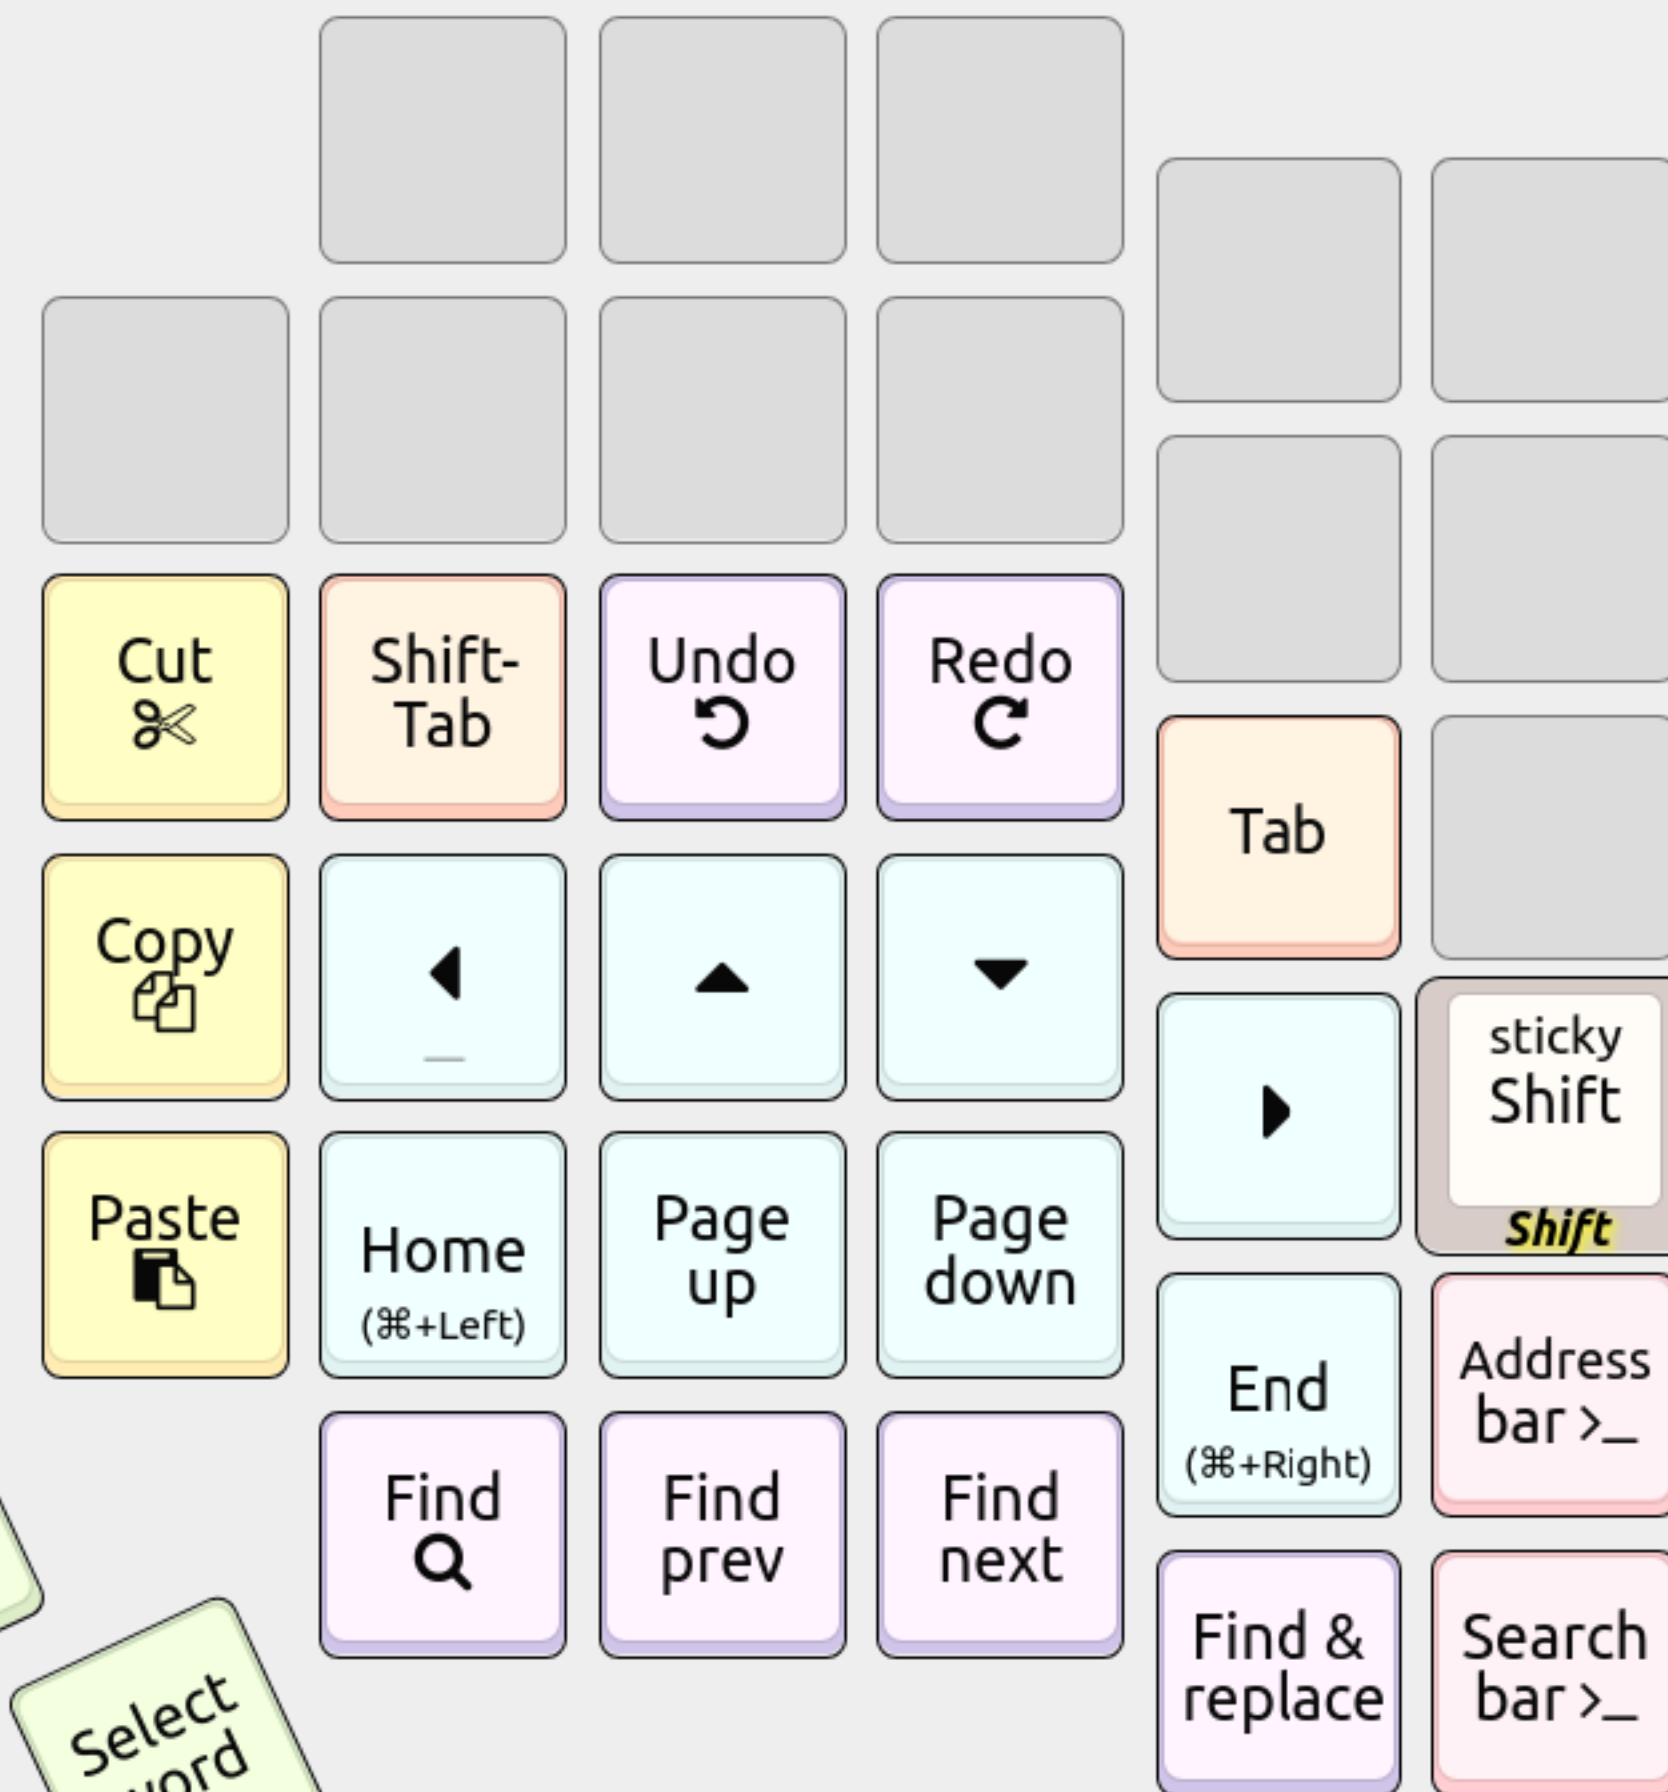 Cut
Shift-
Tab
Undo
Redo
Tab
Copy
sticky
Shift
Shift
Paste
Home
(⌘+Left)
Page
up
Page
down
End
(⌘+Right)
Address
bar >_
Find
Find
prev
Find
next
Find &
replace
Search
bar >_
Select